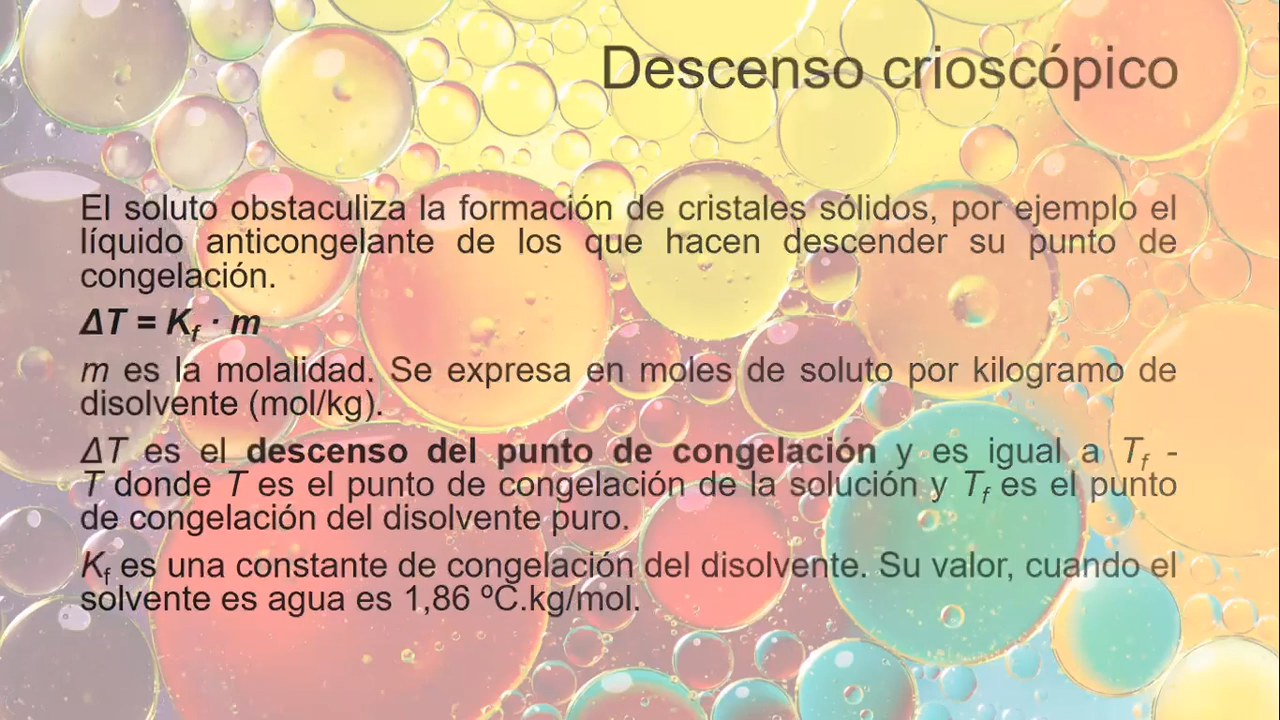 Descenso crioscópico
El soluto obstaculiza la formación de cristales sólidos, por ejemplo el
líquido anticongelante de los que hacen descender su punto de
congelación.
ΔT = Kf · m
m es la molalidad. Se expresa en moles de soluto por kilogramo de
disolvente (mol/kg).
ΔT es el descenso del punto de congelación y es igual a Tf -
T donde T es el punto de congelación de la solución y Tf es el punto
de congelación del disolvente puro.
Kf es una constante de congelación del disolvente. Su valor, cuando el
solvente es agua es 1,86 ºC.kg/mol.